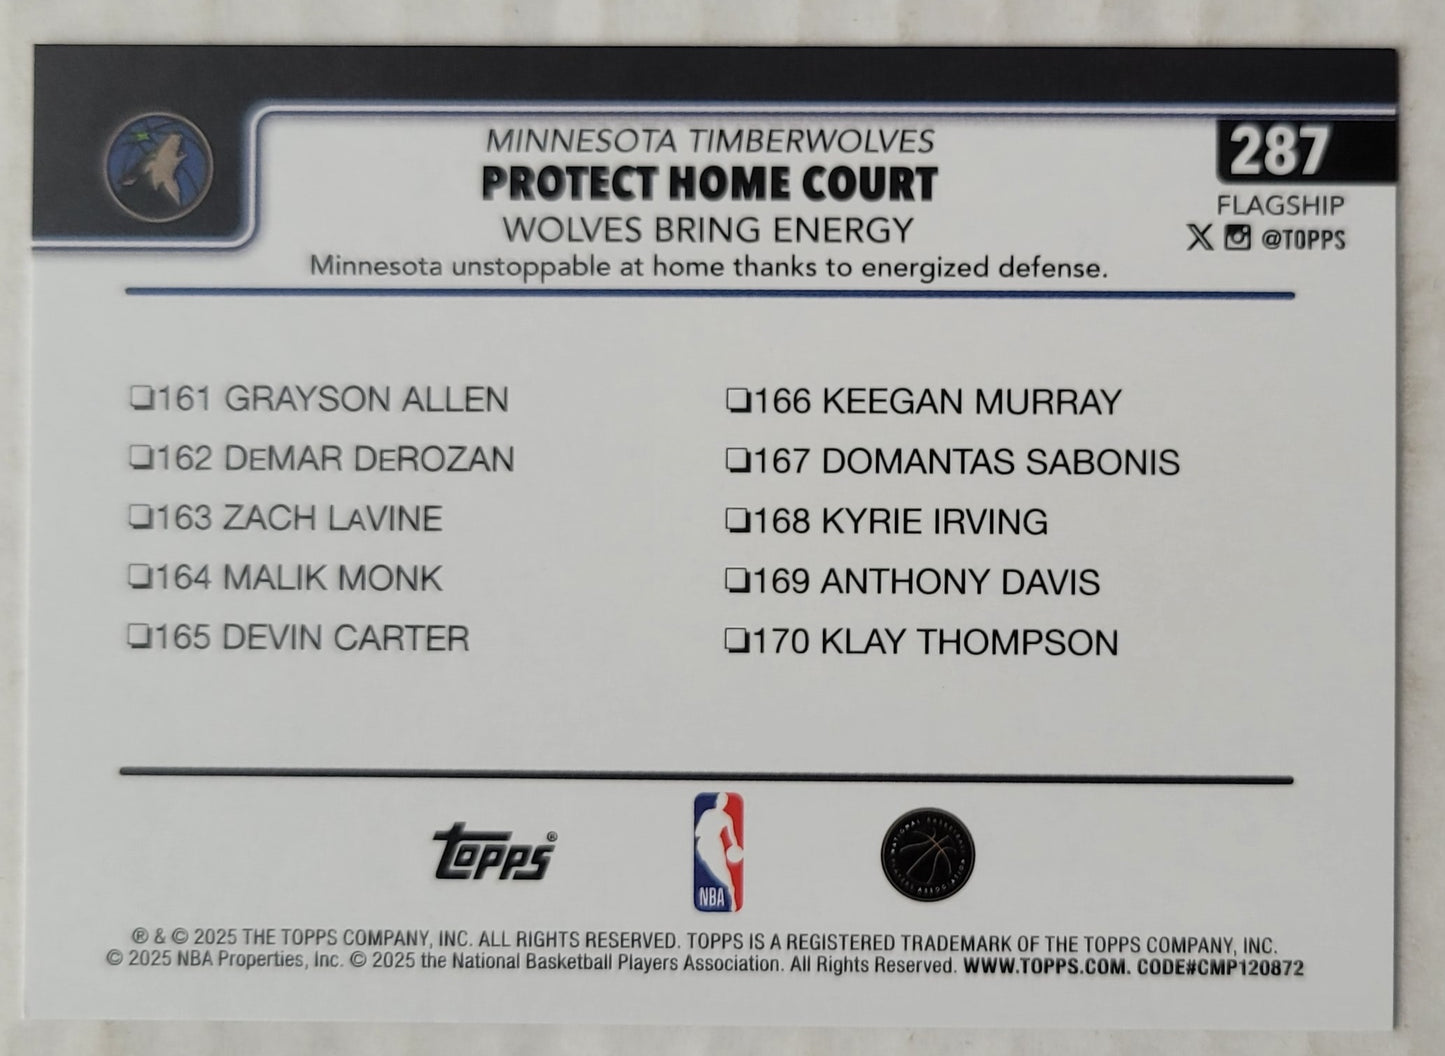 MINNESOTA TIMBERWOLVES
PROTECT HOME COURT
WOLVES BRING ENERGY
Minnesota unstoppable at home thanks to energized defense.
287
FLAGSHIP
@TOPPS
❏161 GRAYSON ALLEN
❏162 DeMAR DeROZAN
❏163 ZACH LaVINE
❏164 MALIK MONK
❏165 DEVIN CARTER
❏166 KEEGAN MURRAY
❏167 DOMANTAS SABONIS
❏168 KYRIE IRVING
❏169 ANTHONY DAVIS
❏170 KLAY THOMPSON
Topps®
NBA
NATIONAL BASKETBALL PLAYERS ASSOCIATION
® & © 2025 THE TOPPS COMPANY, INC. ALL RIGHTS RESERVED. TOPPS IS A REGISTERED TRADEMARK OF THE TOPPS COMPANY, INC.
© 2025 NBA Properties, Inc. © 2025 the National Basketball Players Association. All Rights Reserved. WWW.TOPPS.COM. CODE#CMP120872